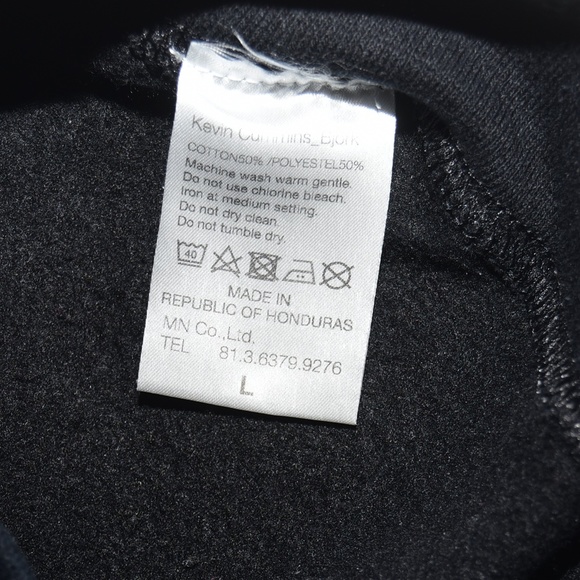 Kevin Cummins_Bjork
COTTON50% /POLYESTEL50%
Machine wash warm gentle.
Do not use chlorine bleach.
Iron at medium setting.
Do not dry clean.
Do not tumble dry.
40
MADE IN
REPUBLIC OF HONDURAS
MN Co.,Ltd.
TEL 81.3.6379.9276
L